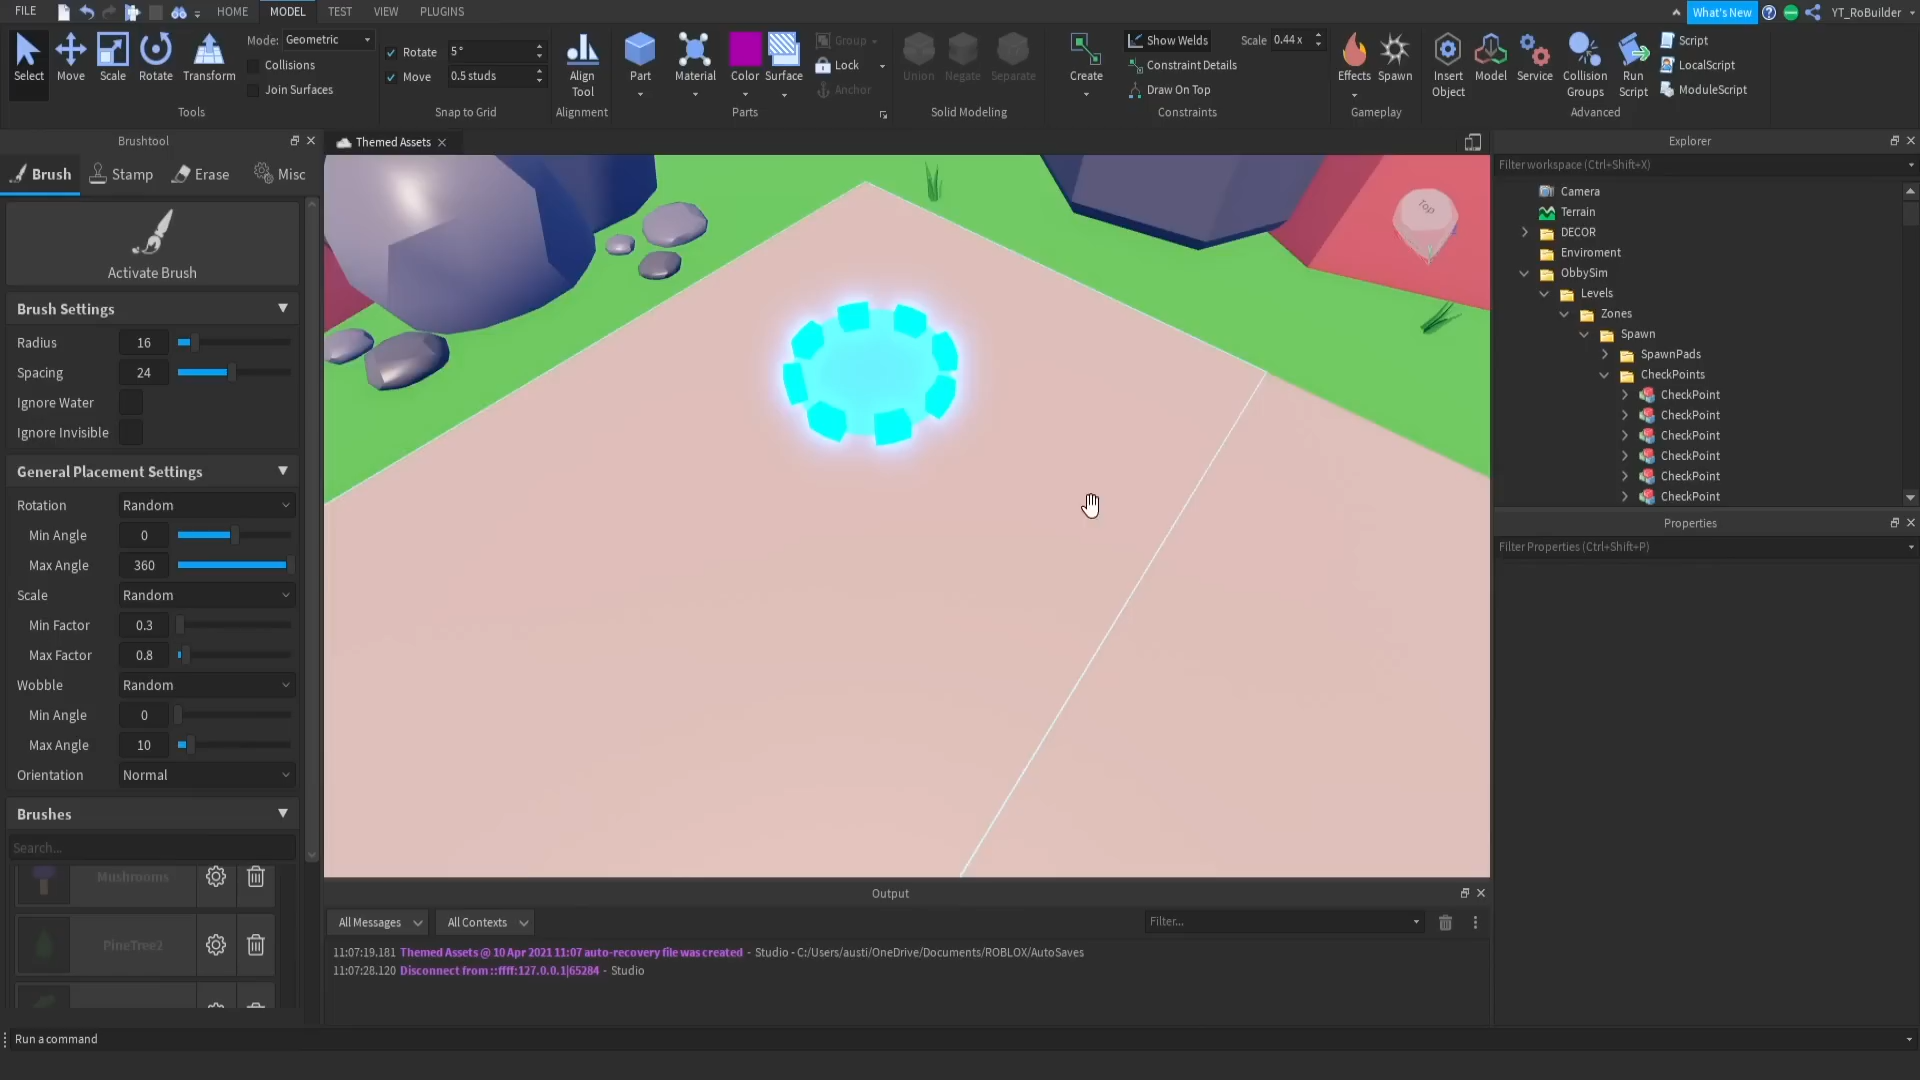 FILE HOME MODEL TEST VIEW PLUGINS What's New YT_RoBuilder
Select Move Scale Rotate Transform
Mode: Geometric
Collisions
Join Surfaces
Tools
Rotate 5°
Move 0.5 studs
Snap to Grid
Align Tool
Alignment
Part Material Color Surface
Group
Lock
Anchor
Parts
Union Negate Separate
Solid Modeling
Create
Show Welds
Constraint Details
Draw On Top
Scale 0.44 x
Constraints
Effects Spawn
Gameplay
Insert Object
Model Service
Collision Groups
Run Script
Script
LocalScript
ModuleScript
Advanced
Brushtool
Brush Stamp Erase Misc
Activate Brush
Brush Settings
Radius 16
Spacing 24
Ignore Water
Ignore Invisible
General Placement Settings
Rotation Random
Min Angle 0
Max Angle 360
Scale Random
Min Factor 0.3
Max Factor 0.8
Wobble Random
Min Angle 0
Max Angle 10
Orientation Normal
Brushes
Search...
Mushrooms
PineTree2
Themed Assets
Top
Output
All Messages All Contexts Filter...
11:07:19.181 Themed Assets @ 10 Apr 2021 11:07 auto-recovery file was created - Studio - C:/Users/austi/OneDrive/Documents/ROBLOX/AutoSaves
11:07:28.120 Disconnect from ::ffff:127.0.0.1|65284 - Studio
Run a command
Explorer
Filter workspace (Ctrl+Shift+X)
Camera
Terrain
DECOR
Enviroment
ObbySim
Levels
Zones
Spawn
SpawnPads
CheckPoints
CheckPoint
CheckPoint
CheckPoint
CheckPoint
CheckPoint
CheckPoint
Properties
Filter Properties (Ctrl+Shift+P)